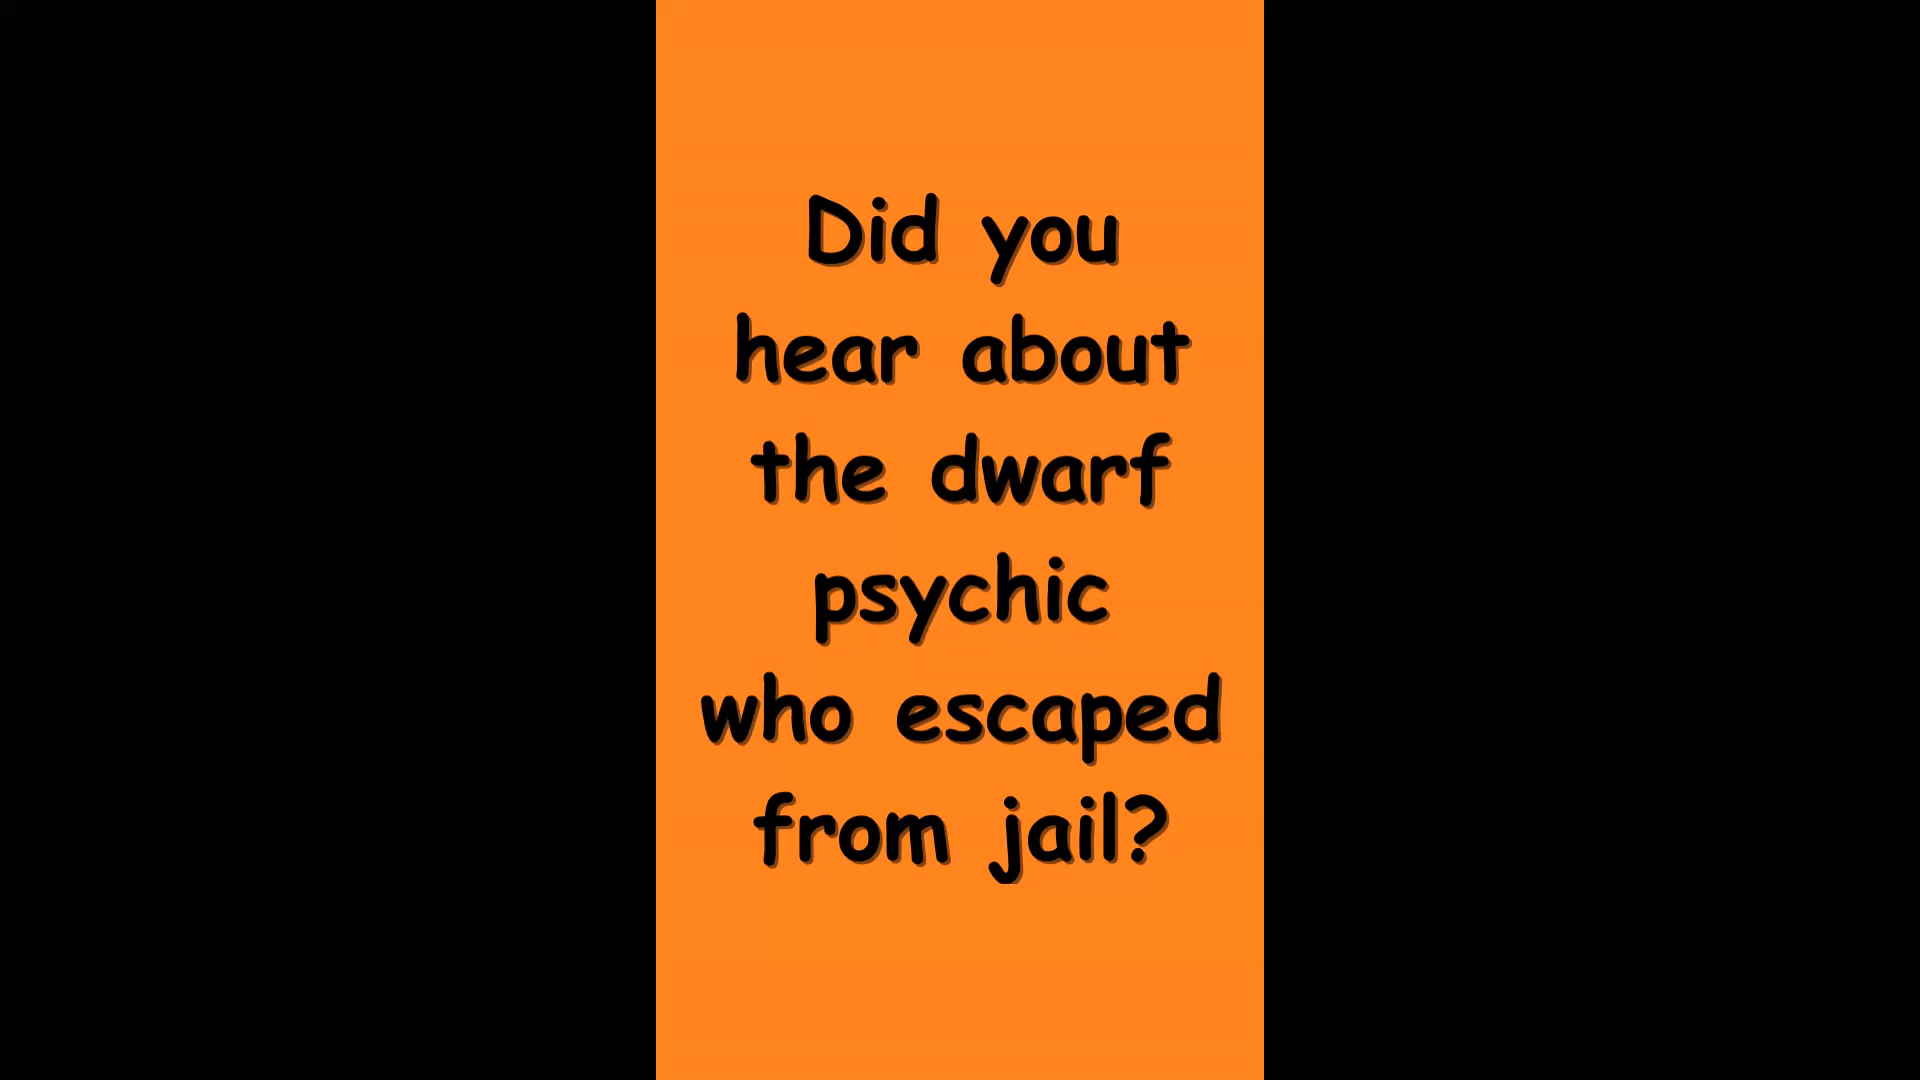 Did you
hear about
the dwarf
psychic
who escaped
from jail?